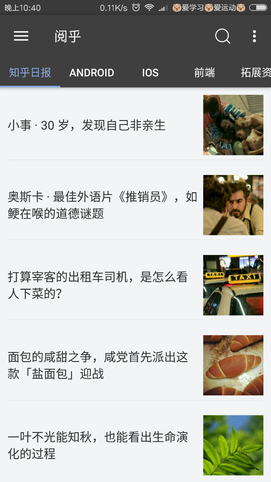 晚上10:40
0.11K/s
爱学习 爱运动
阅乎
知乎日报 ANDROID IOS 前端 拓展资
小事 · 30 岁，发现自己非亲生
奥斯卡 · 最佳外语片《推销员》，如
鲠在喉的道德谜题
TAXI
打算宰客的出租车司机，是怎么看
人下菜的？
面包的咸甜之争，咸党首先派出这
款「盐面包」迎战
一叶不光能知秋，也能看出生命演
化的过程